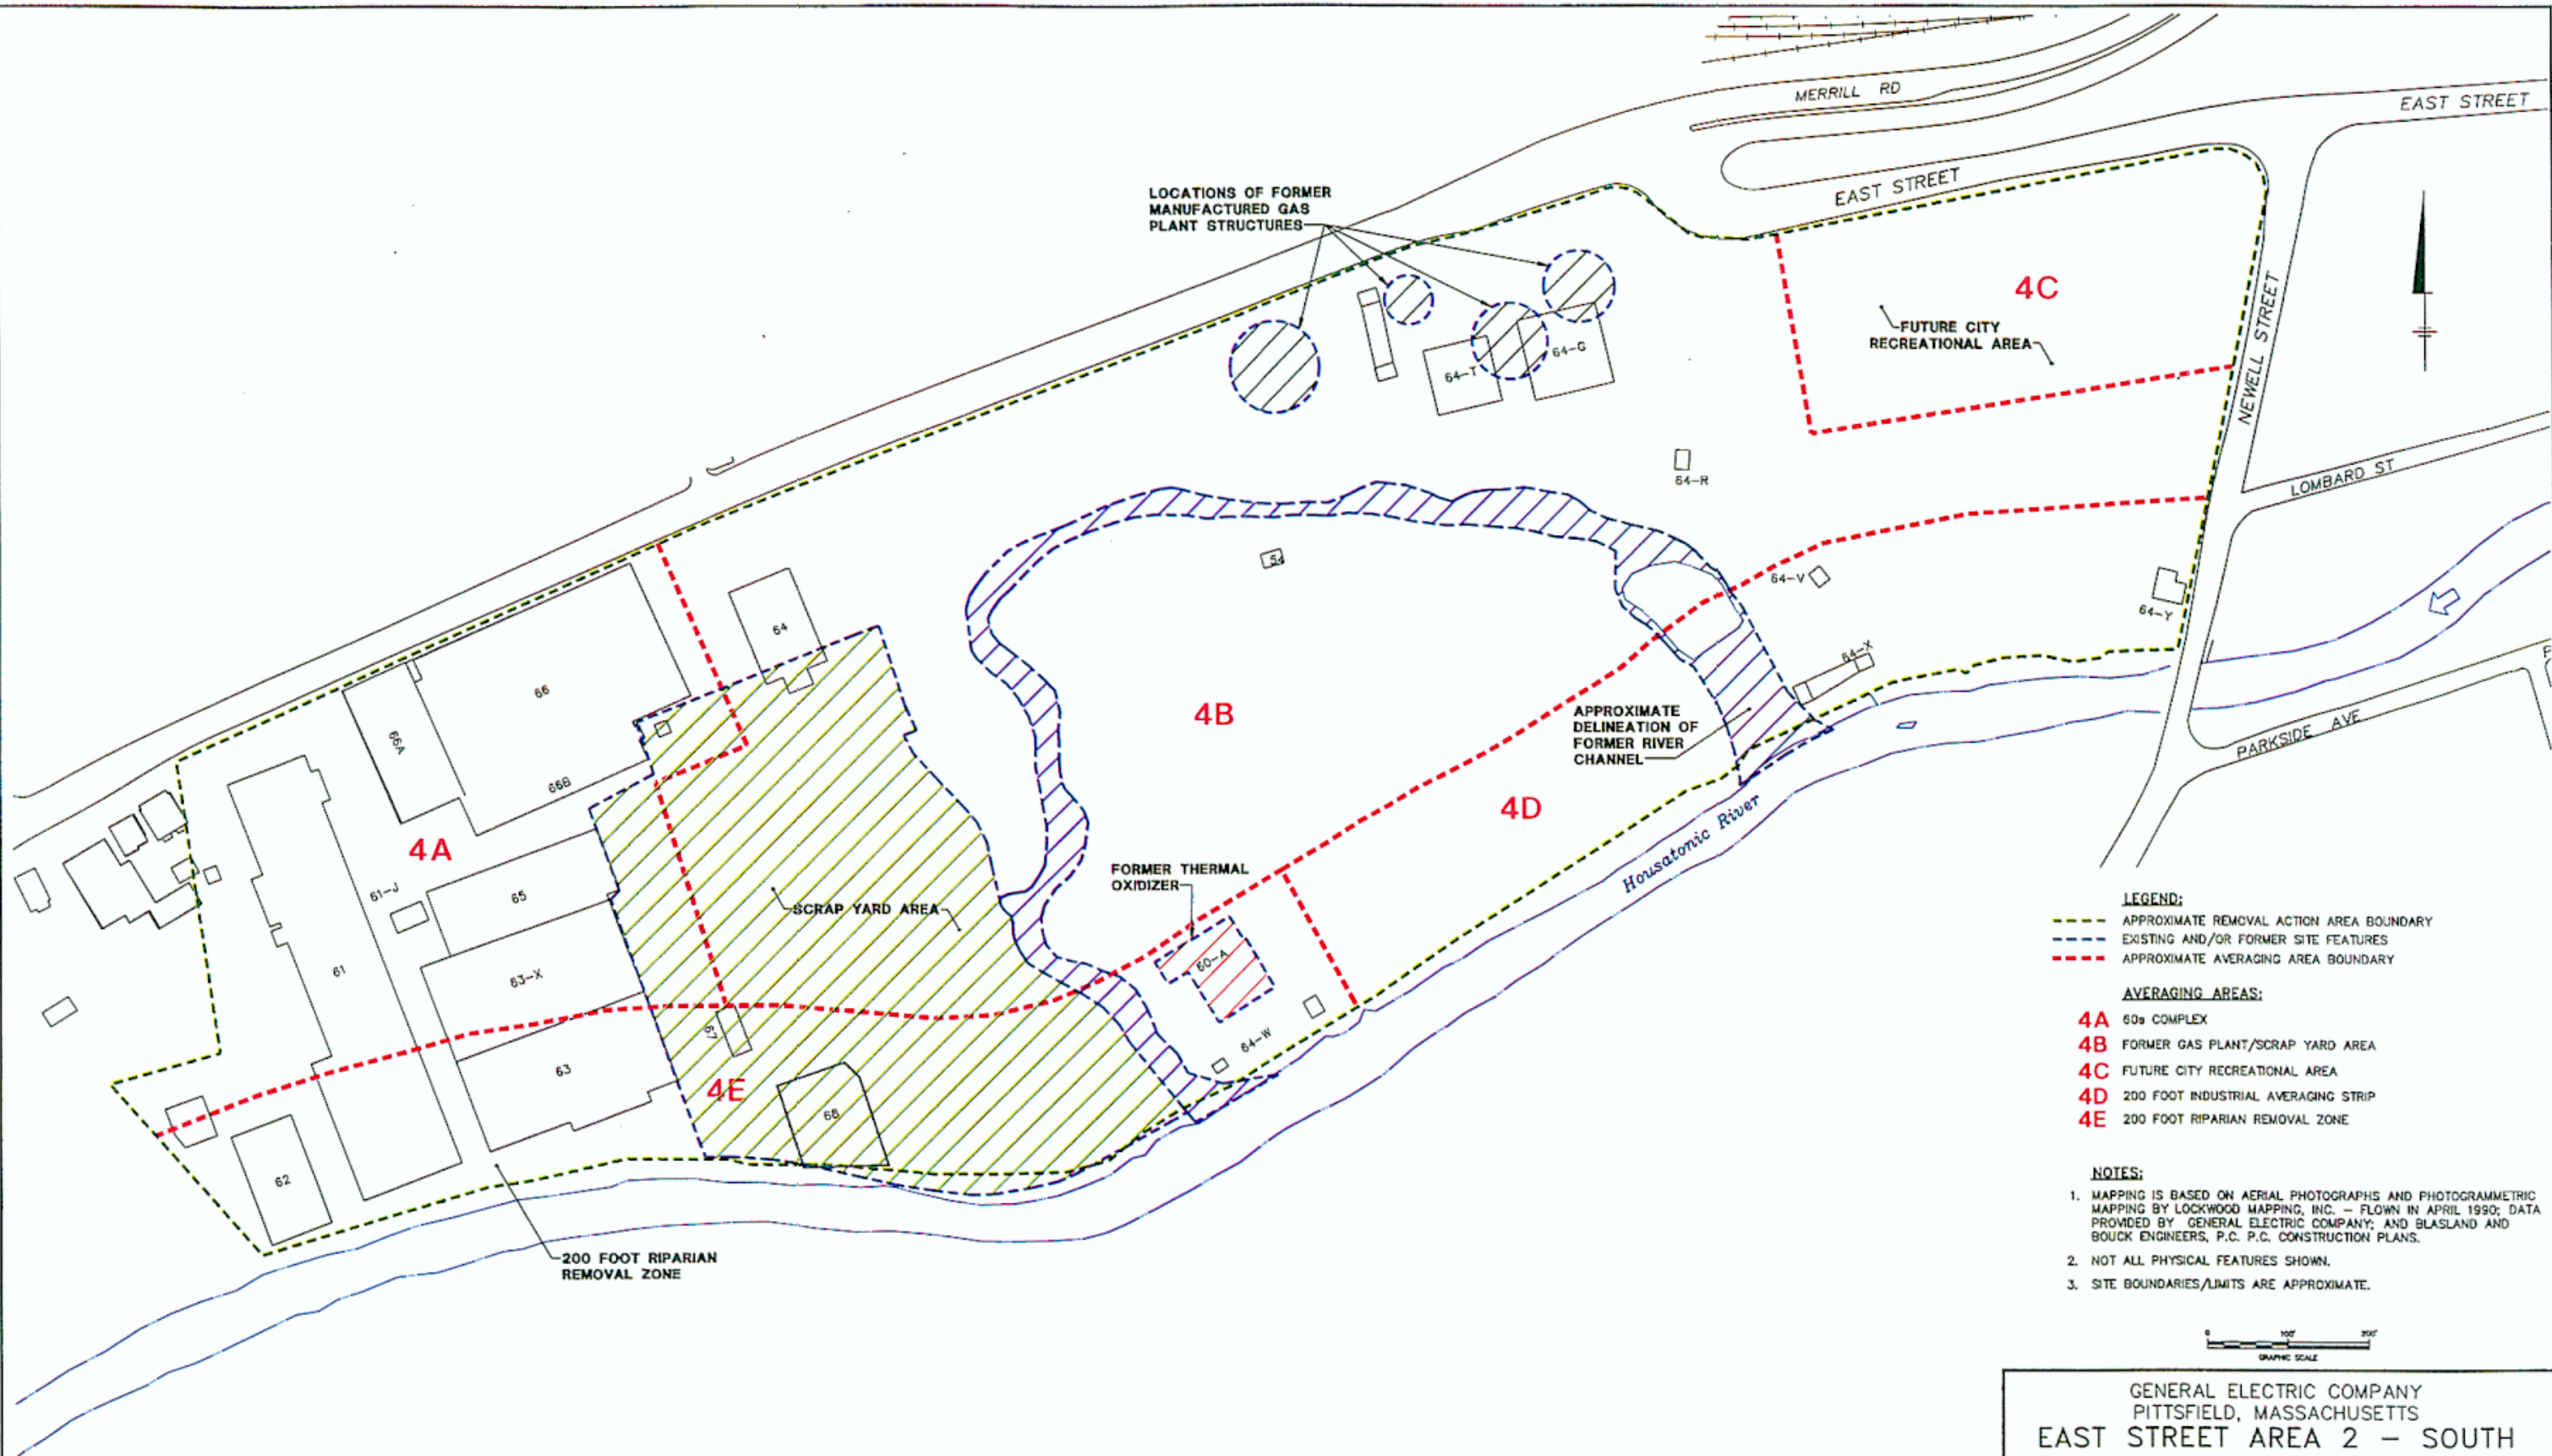 MERRILL RD
EAST STREET
EAST STREET
LOCATIONS OF FORMER
MANUFACTURED GAS
PLANT STRUCTURES
4C
FUTURE CITY
RECREATIONAL AREA
NEWELL STREET
64-G
64-T
64-R
LOMBARD ST
54
64-V
64-Y
64
64-X
66
66A
66B
4B
APPROXIMATE
DELINEATION OF
FORMER RIVER
CHANNEL
PARKSIDE AVE
4D
Housatonic River
4A
61-J
65
FORMER THERMAL
OXIDIZER
SCRAP YARD AREA
60-A
61
63-X
67
64-W
63
4E
68
62
200 FOOT RIPARIAN
REMOVAL ZONE
LEGEND:
APPROXIMATE REMOVAL ACTION AREA BOUNDARY
EXISTING AND/OR FORMER SITE FEATURES
APPROXIMATE AVERAGING AREA BOUNDARY
AVERAGING AREAS:
4A 60s COMPLEX
4B FORMER GAS PLANT/SCRAP YARD AREA
4C FUTURE CITY RECREATIONAL AREA
4D 200 FOOT INDUSTRIAL AVERAGING STRIP
4E 200 FOOT RIPARIAN REMOVAL ZONE
NOTES:
1. MAPPING IS BASED ON AERIAL PHOTOGRAPHS AND PHOTOGRAMMETRIC
MAPPING BY LOCKWOOD MAPPING, INC. – FLOWN IN APRIL 1990; DATA
PROVIDED BY GENERAL ELECTRIC COMPANY; AND BLASLAND AND
BOUCK ENGINEERS, P.C. P.C. CONSTRUCTION PLANS.
2. NOT ALL PHYSICAL FEATURES SHOWN.
3. SITE BOUNDARIES/LIMITS ARE APPROXIMATE.
0 100' 200'
GRAPHIC SCALE
GENERAL ELECTRIC COMPANY
PITTSFIELD, MASSACHUSETTS
EAST STREET AREA 2 – SOUTH